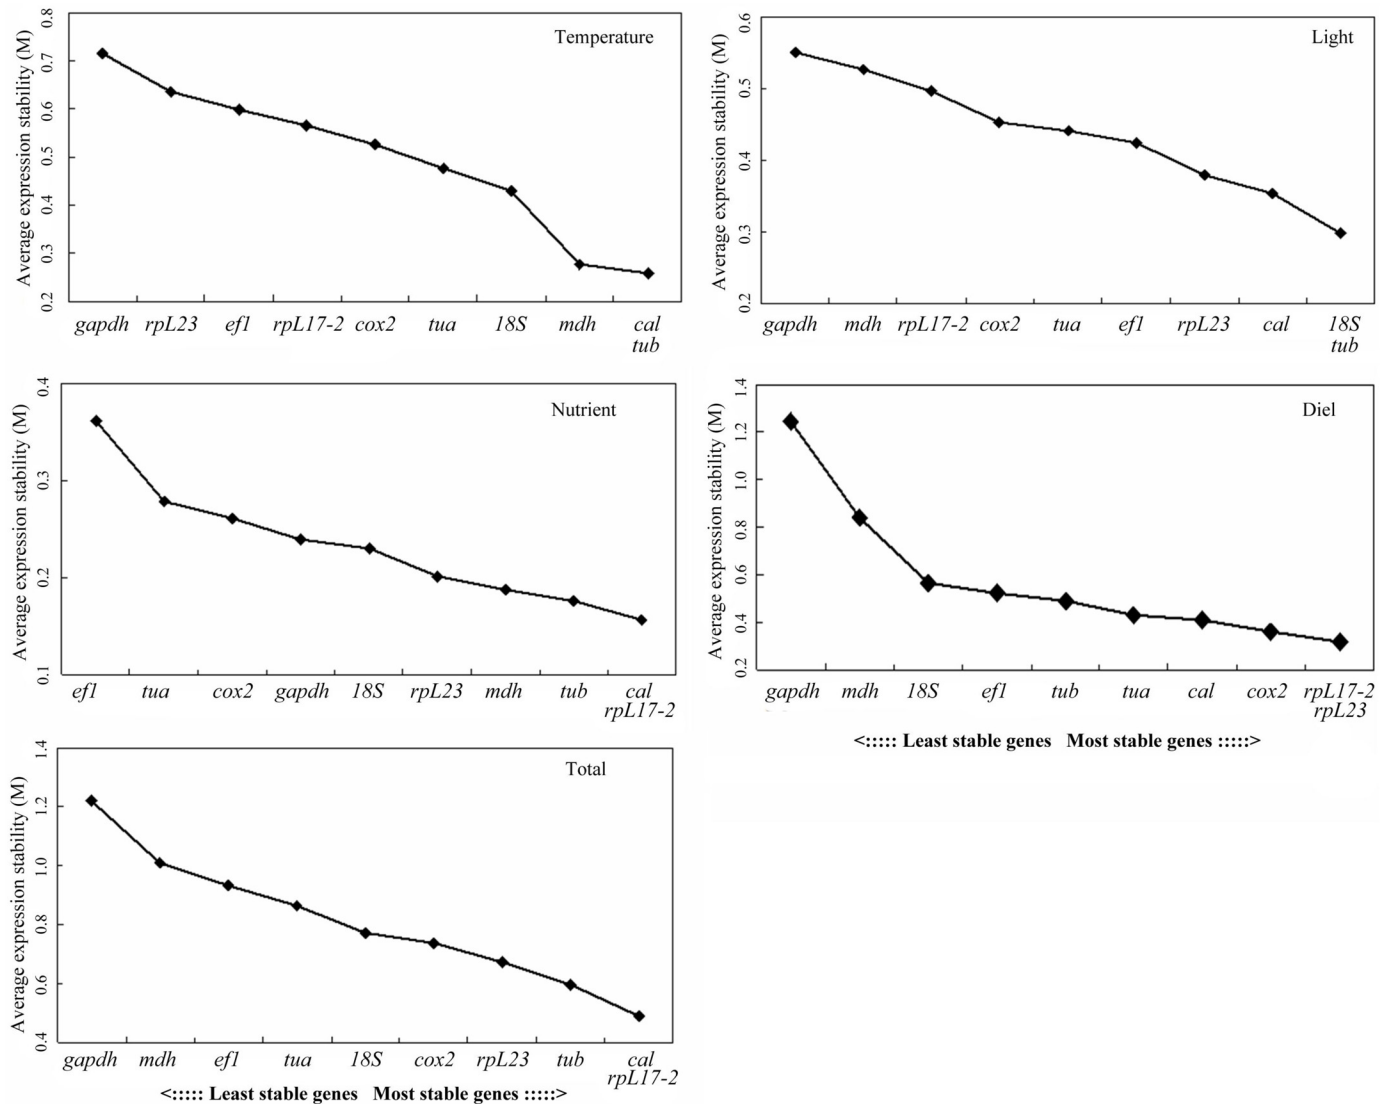 Temperature
Average expression stability (M)
0.8
0.7
0.6
0.5
0.4
0.3
0.2
gapdh rpL23 ef1 rpL17-2 cox2 tua 18S mdh cal
tub
Light
Average expression stability (M)
0.6
0.5
0.4
0.3
0.2
gapdh mdh rpL17-2 cox2 tua ef1 rpL23 cal 18S
tub
Nutrient
Average expression stability (M)
0.4
0.3
0.2
0.1
ef1 tua cox2 gapdh 18S rpL23 mdh tub cal
rpL17-2
Diel
Average expression stability (M)
1.4
1.2
1.0
0.8
0.6
0.4
0.2
gapdh mdh 18S ef1 tub tua cal cox2 rpL17-2
rpL23
<::::: Least stable genes Most stable genes :::::>
Total
Average expression stability (M)
1.4
1.2
1.0
0.8
0.6
0.4
gapdh mdh ef1 tua 18S cox2 rpL23 tub cal
rpL17-2
<::::: Least stable genes Most stable genes :::::>